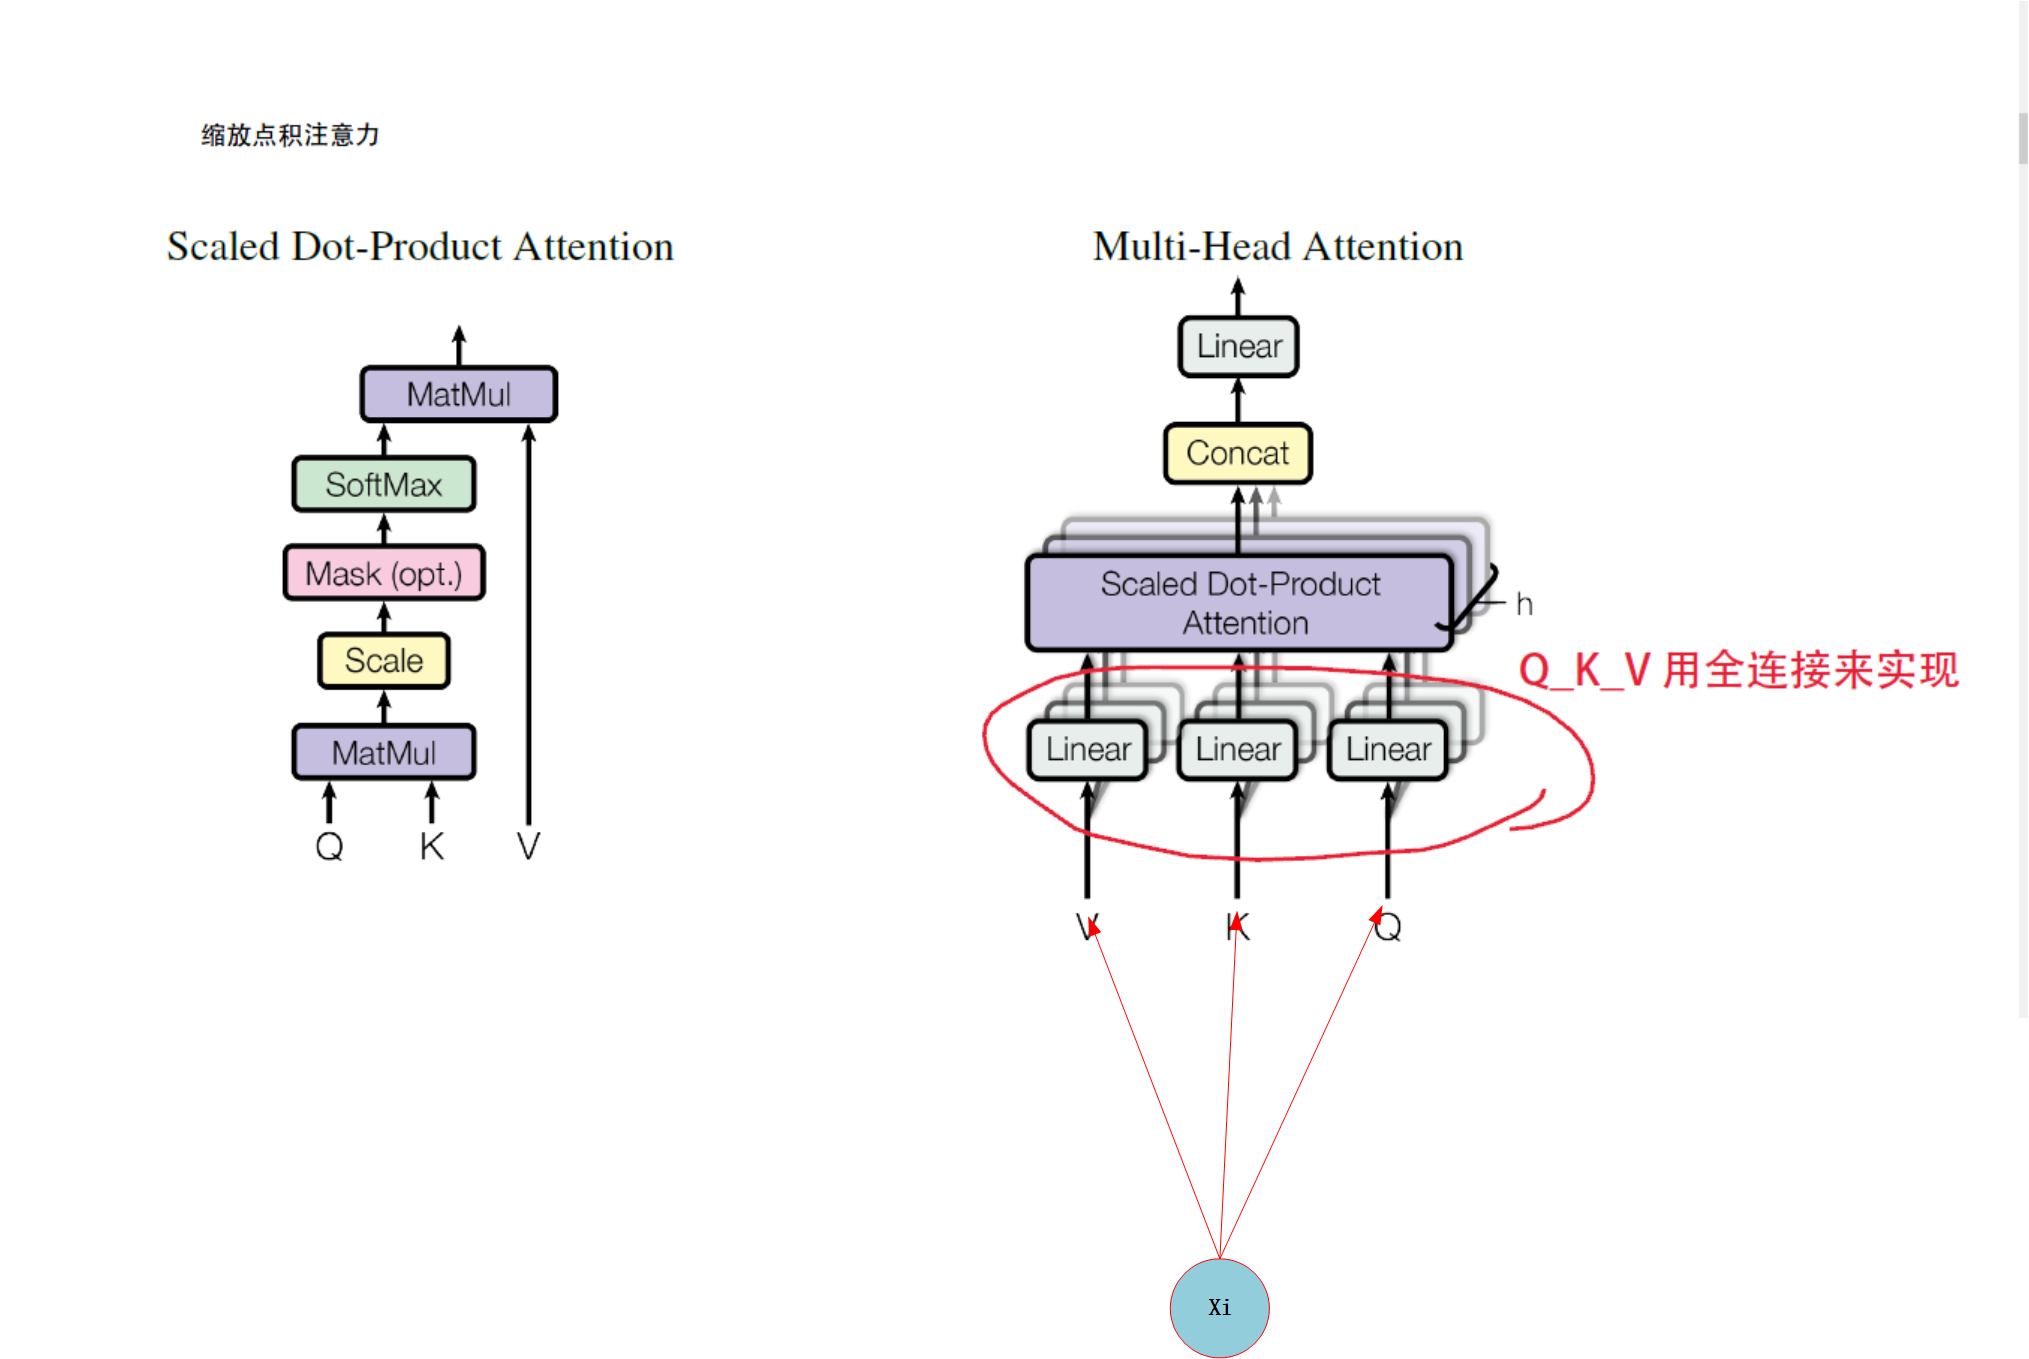 缩放点积注意力
Scaled Dot-Product Attention
MatMul
SoftMax
Mask (opt.)
Scale
MatMul
Q K V
Multi-Head Attention
Linear
Concat
Scaled Dot-Product
Attention
h
Q_K_V 用全连接来实现
Linear Linear Linear
V K Q
Xi